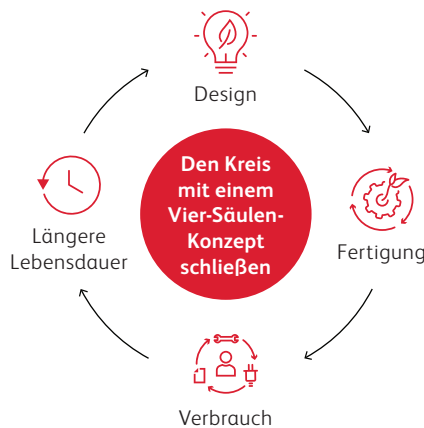 Design
Den Kreis
mit einem
Vier-Säulen-
Konzept
schließen
Längere
Lebensdauer
Fertigung
Verbrauch